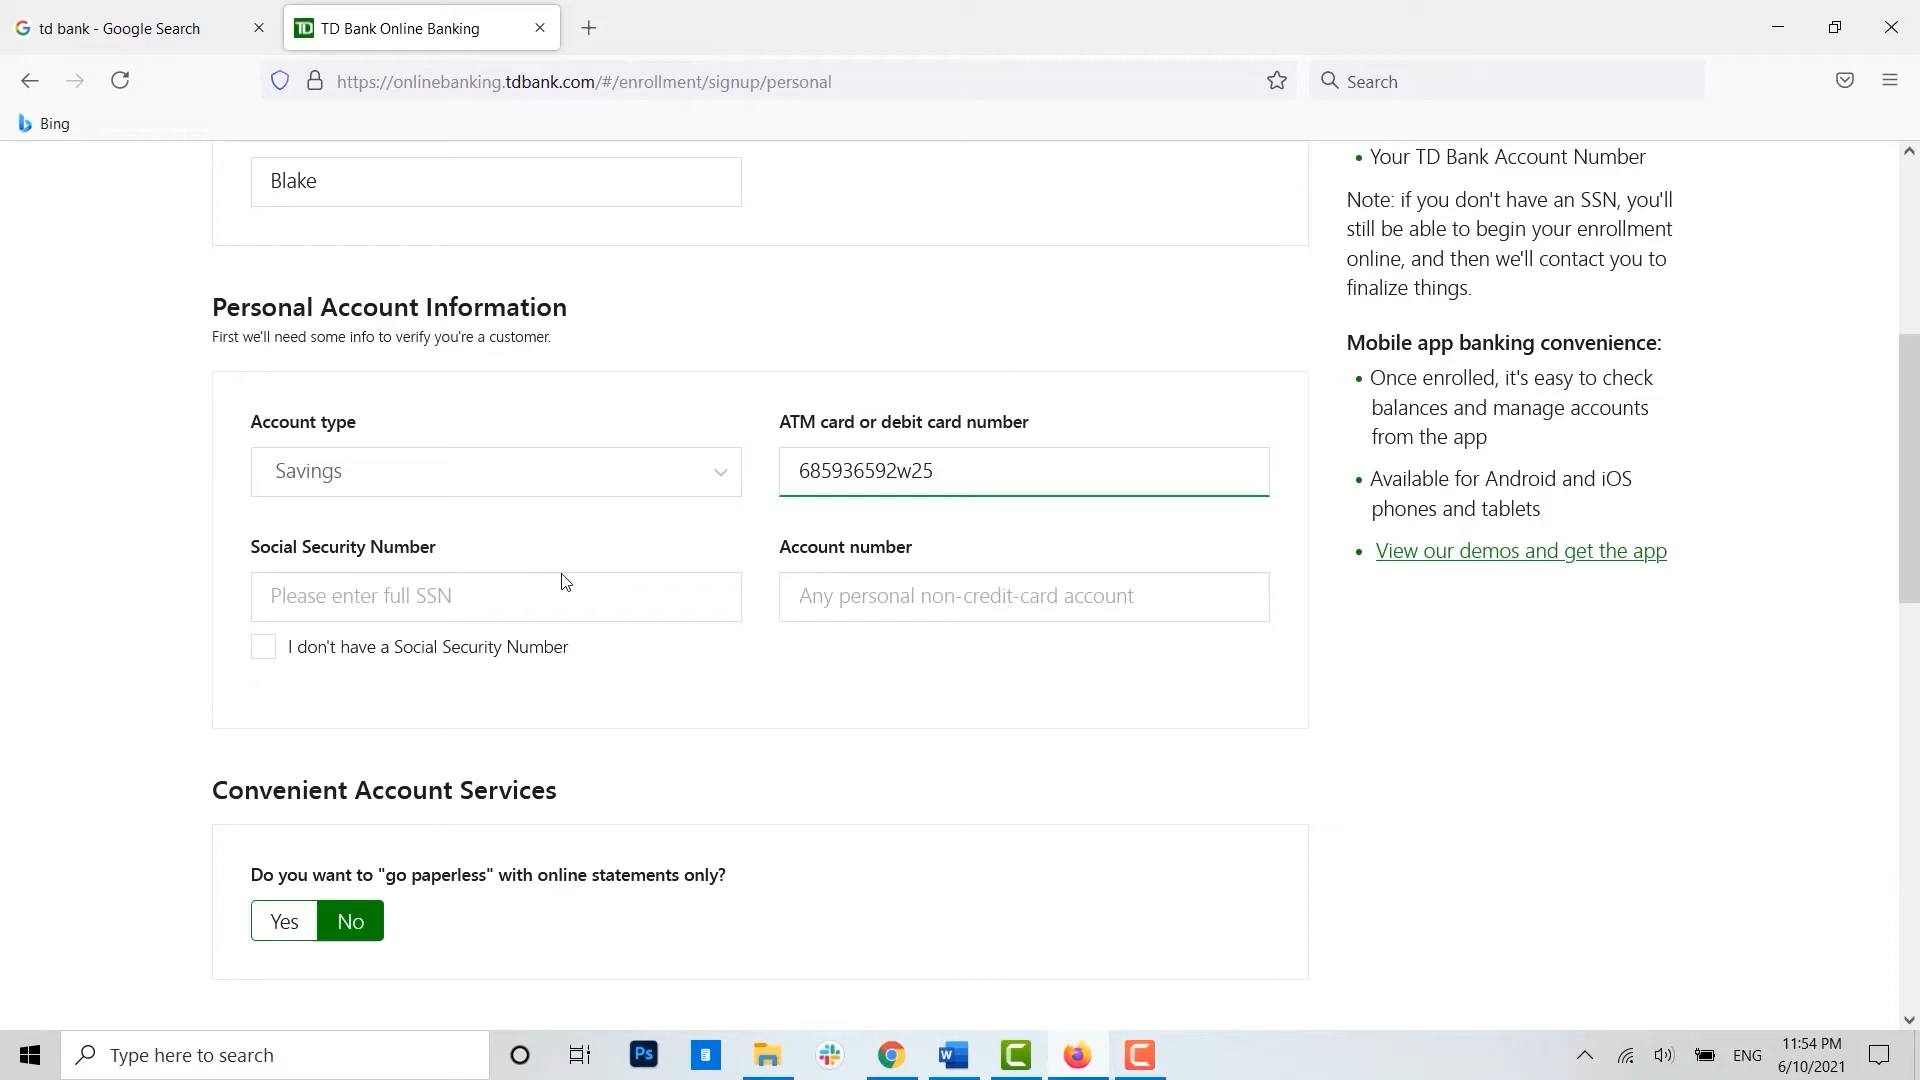 td bank - Google Search
TD Bank Online Banking
https://onlinebanking.tdbank.com/#/enrollment/signup/personal
Search
Bing
Blake
Personal Account Information
First we'll need some info to verify you're a customer.
Account type
ATM card or debit card number
Savings
685936592w25
Social Security Number
Account number
Please enter full SSN
Any personal non-credit-card account
I don't have a Social Security Number
Convenient Account Services
Do you want to "go paperless" with online statements only?
Yes
No
• Your TD Bank Account Number
Note: if you don't have an SSN, you'll
still be able to begin your enrollment
online, and then we'll contact you to
finalize things.
Mobile app banking convenience:
• Once enrolled, it's easy to check
balances and manage accounts
from the app
• Available for Android and iOS
phones and tablets
• View our demos and get the app
Type here to search
Ps
W
ENG
11:54 PM
6/10/2021